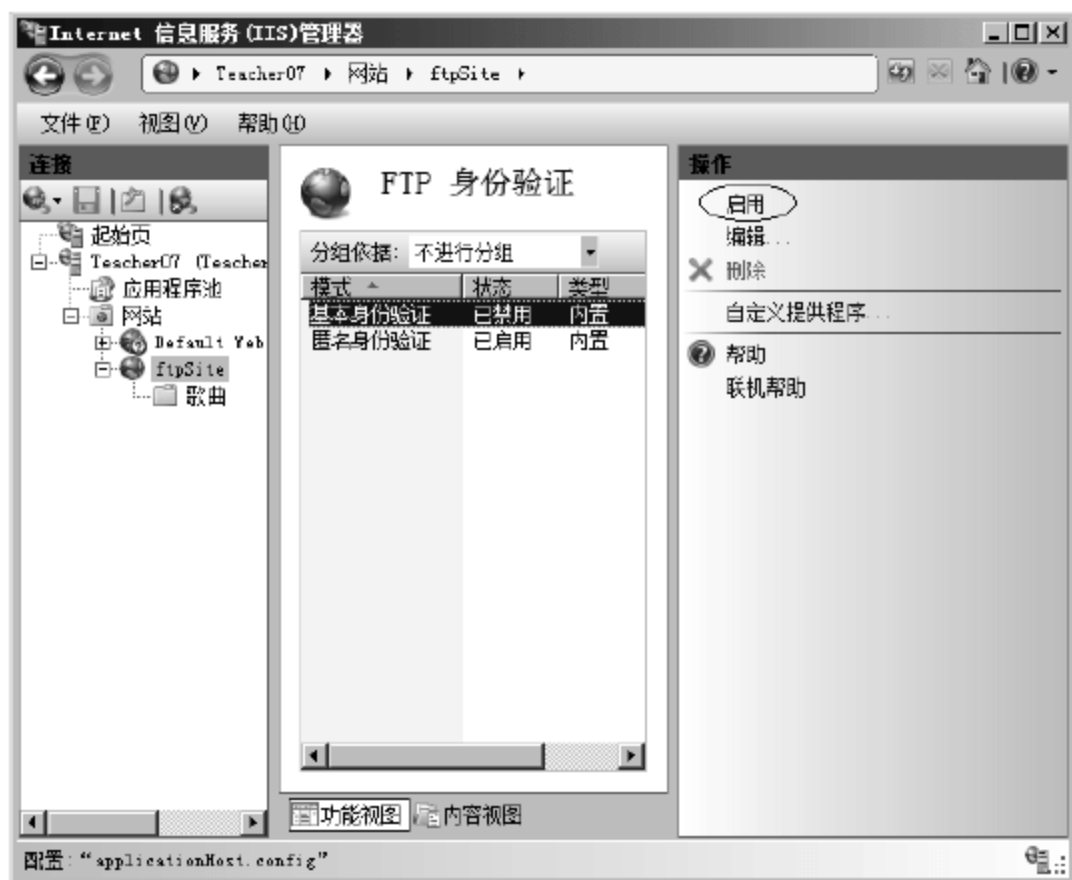 Internet 信息服务(IIS)管理器
Teacher07 网站 ftpSite
文件(F) 视图(V) 帮助(H)
连接
起始页
Teacher07 (Teacher
应用程序池
网站
Default Web
ftpSite
歌曲
FTP 身份验证
分组依据: 不进行分组
模式 状态 类型
基本身份验证 已禁用 内置
匿名身份验证 已启用 内置
功能视图 内容视图
操作
启用
编辑...
删除
自定义提供程序...
帮助
联机帮助
配置:“applicationHost.config”